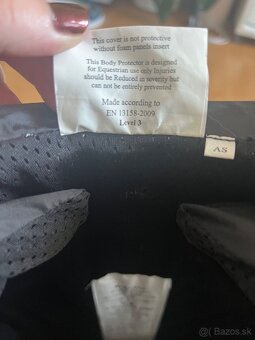 This cover is not protective
without foam panels insert
This Body Protector is designed
for Equestrian use only Injuries
should be Reduced in severity but
can not be entirely prevented
Made according to
EN 13158-2009
Level 3
AS
@bazar.sk